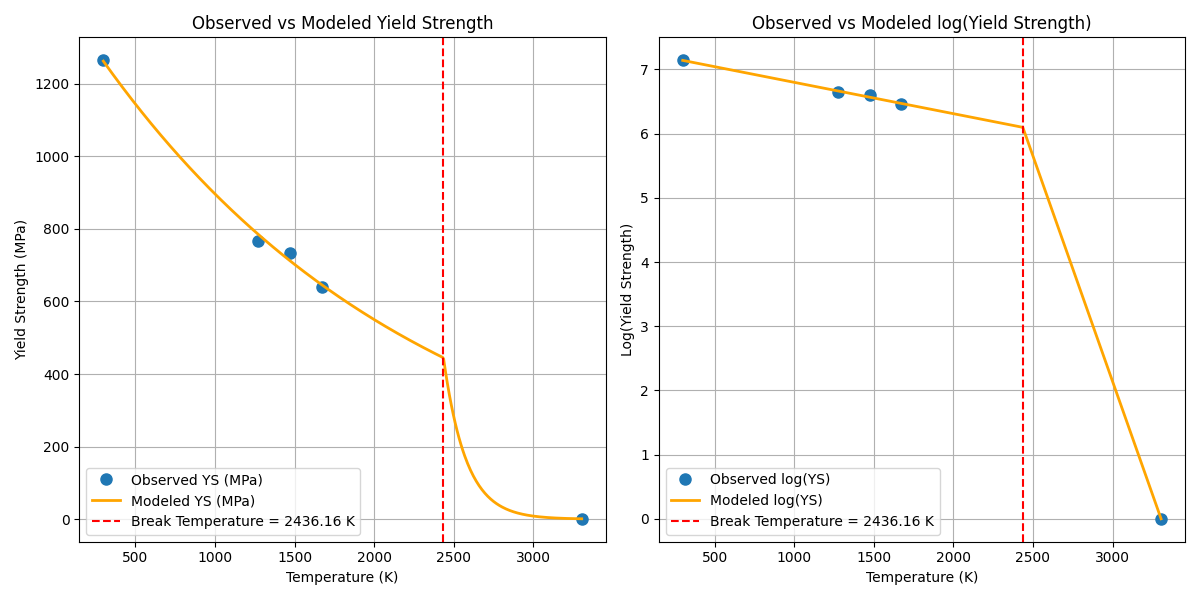 Observed vs Modeled Yield Strength
Yield Strength (MPa)
1200
1000
800
600
400
200
0
Observed YS (MPa)
Modeled YS (MPa)
Break Temperature = 2436.16 K
500 1000 1500 2000 2500 3000
Temperature (K)
Observed vs Modeled log(Yield Strength)
Log(Yield Strength)
7
6
5
4
3
2
1
0
Observed log(YS)
Modeled log(YS)
Break Temperature = 2436.16 K
500 1000 1500 2000 2500 3000
Temperature (K)